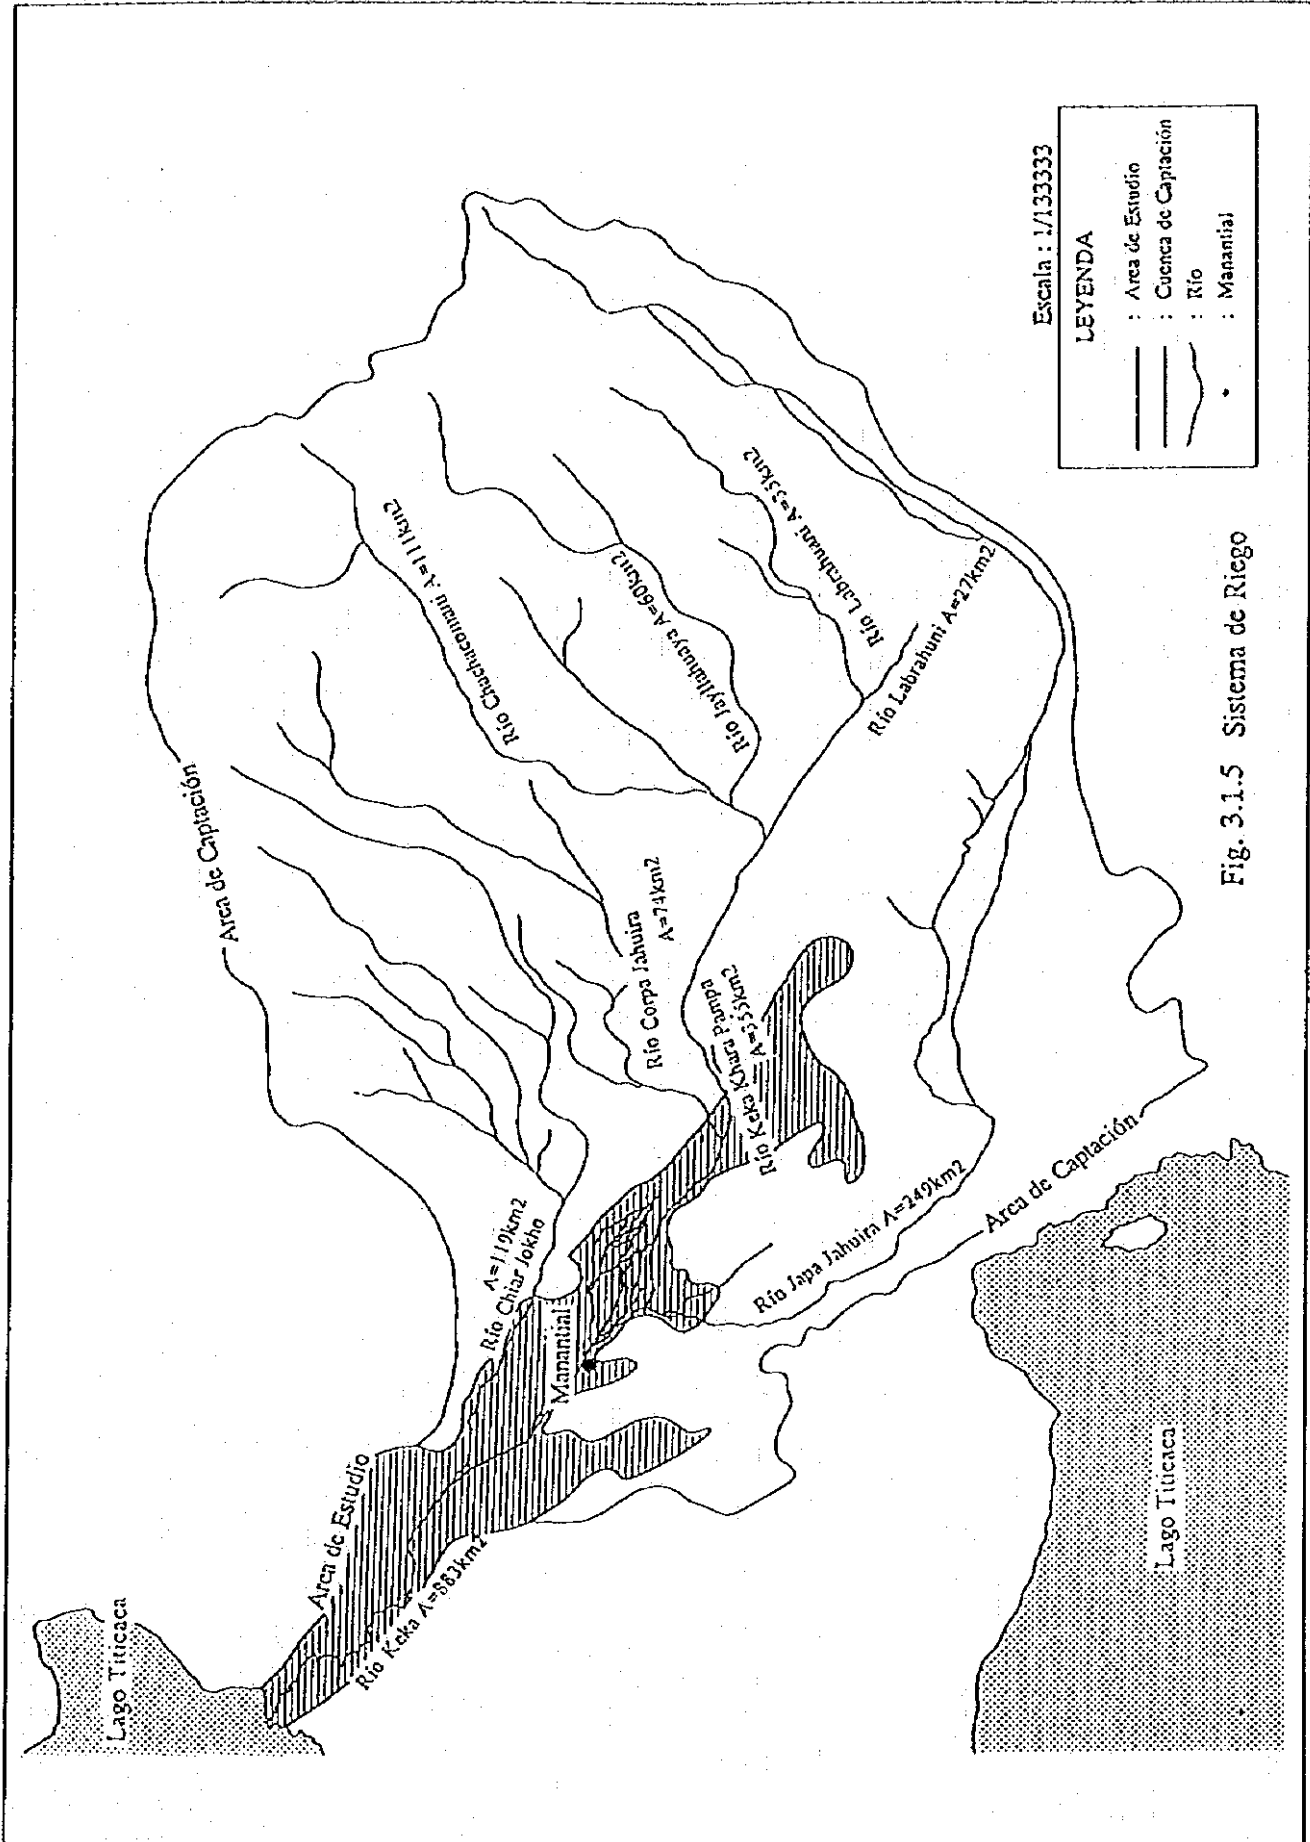 Lago Titicaca
Area de Estudio
Río Keka A=883km2
Area de Captación
A=119km2
Río Chiar Jokho
Manantial
Río Corpa Jahuira
A=74km2
Río Chachacomani A=111km2
Río Jayllahuaya A=60km2
Río Labrahuani A=35km2
Río Labrahuni A=27km2
Río Keka Khara Pampa
A=355km2
Río Japa Jahuira A=249km2
Area de Captación
Lago Titicaca
Escala : 1/133333
LEYENDA
: Area de Estudio
: Cuenca de Captación
: Río
: Manantial
Fig. 3.1.5 Sistema de Riego